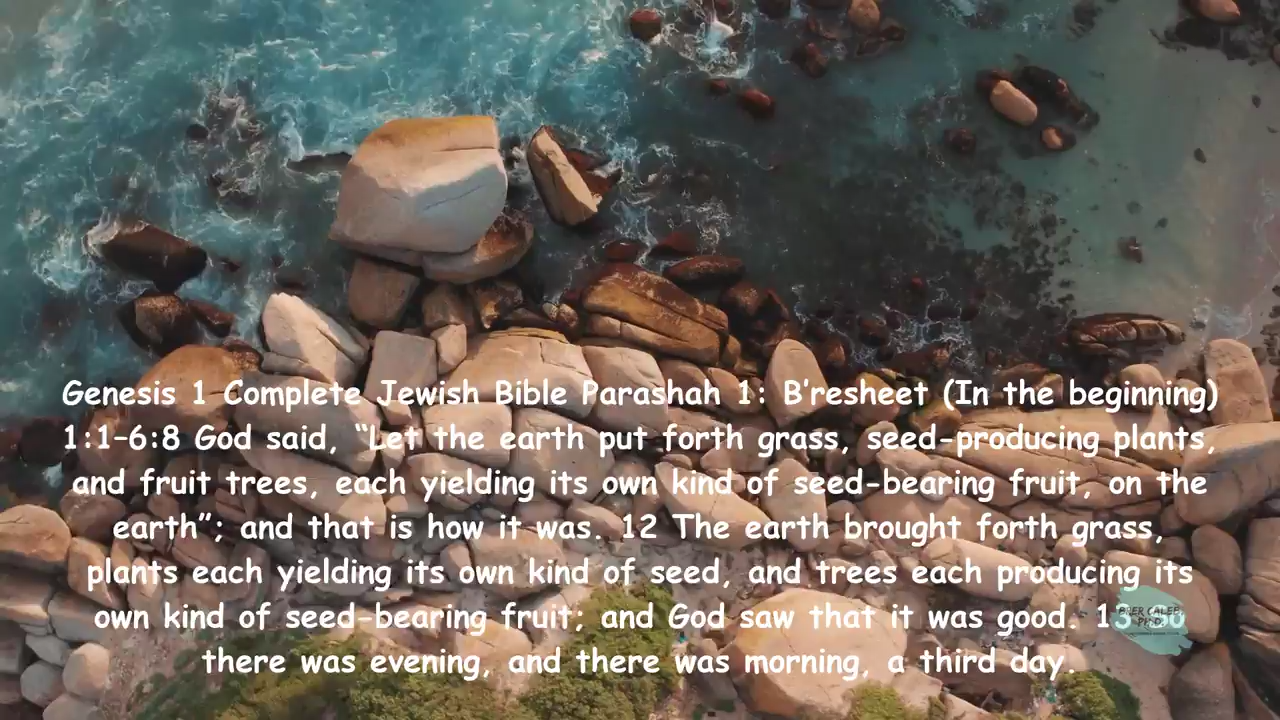 Genesis 1 Complete Jewish Bible Parashah 1: B’resheet (In the beginning)
1:1–6:8 God said, “Let the earth put forth grass, seed-producing plants,
and fruit trees, each yielding its own kind of seed-bearing fruit, on the
earth”; and that is how it was. 12 The earth brought forth grass,
plants each yielding its own kind of seed, and trees each producing its
own kind of seed-bearing fruit; and God saw that it was good. 13 So
there was evening, and there was morning, a third day.
BRER CALEB
PH.D.